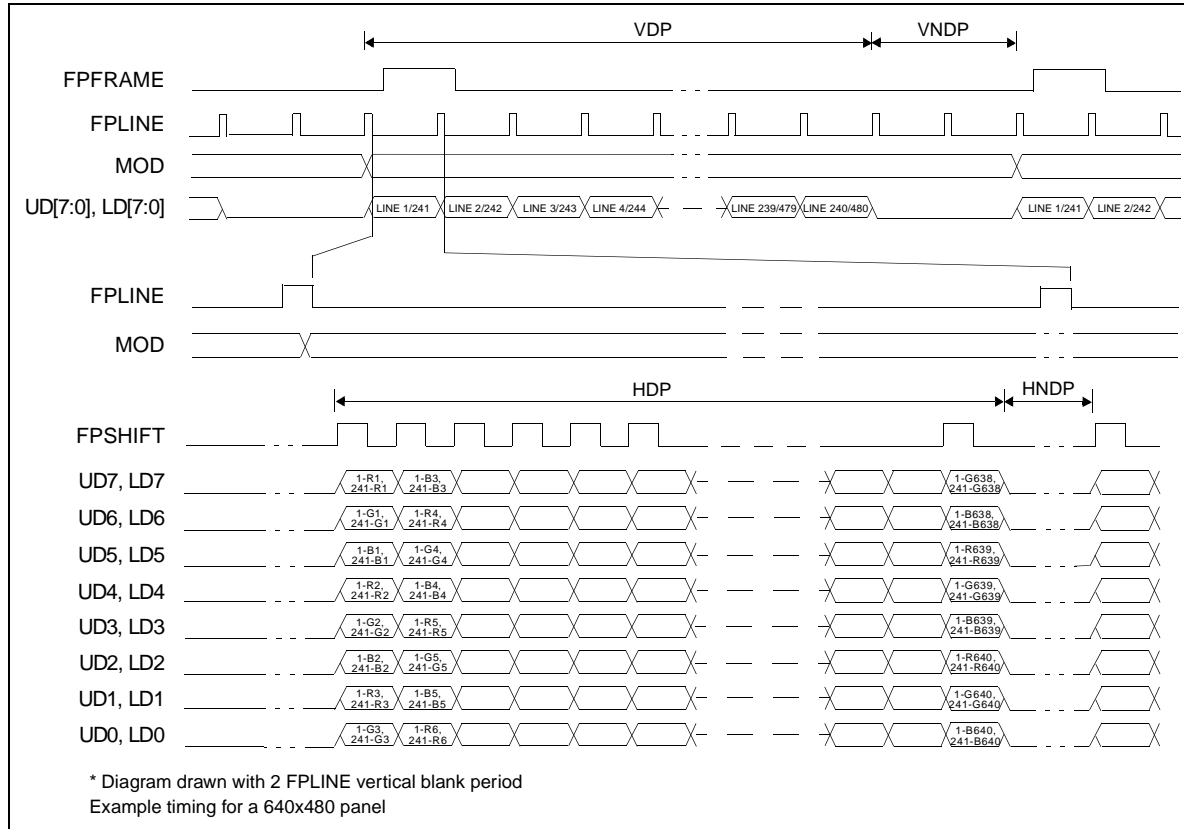 VDP VNDP
FPFRAME
FPLINE
MOD
UD[7:0], LD[7:0] LINE 1/241 LINE 2/242 LINE 3/243 LINE 4/244 LINE 239/479 LINE 240/480 LINE 1/241 LINE 2/242
FPLINE
MOD
HDP HNDP
FPSHIFT
UD7, LD7 1-R1, 241-R1 1-B3, 241-B3 1-G638, 241-G638
UD6, LD6 1-G1, 241-G1 1-R4, 241-R4 1-B638, 241-B638
UD5, LD5 1-B1, 241-B1 1-G4, 241-G4 1-R639, 241-R639
UD4, LD4 1-R2, 241-R2 1-B4, 241-B4 1-G639, 241-G639
UD3, LD3 1-G2, 241-G2 1-R5, 241-R5 1-B639, 241-B639
UD2, LD2 1-B2, 241-B2 1-G5, 241-G5 1-R640, 241-R640
UD1, LD1 1-R3, 241-R3 1-B5, 241-B5 1-G640, 241-G640
UD0, LD0 1-G3, 241-G3 1-R6, 241-R6 1-B640, 241-B640
* Diagram drawn with 2 FPLINE vertical blank period
Example timing for a 640x480 panel